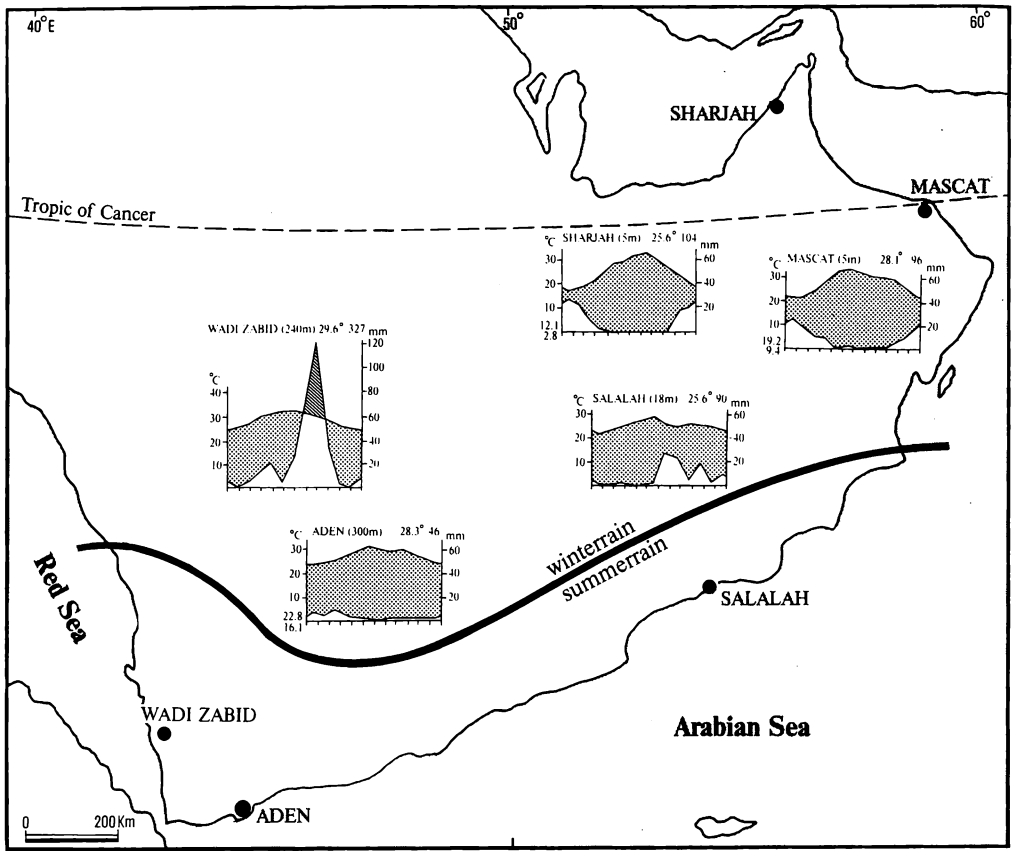 40°E 50° 60°
SHARJAH
MASCAT
Tropic of Cancer
°C SHARJAH (5m) 25.6° 104 mm
30 60
20 40
10 20
12.1
2.8
°C MASCAT (5m) 28.1° 96 mm
30 60
20 40
10 20
19.2
9.4
WADI ZABID (240m) 29.6° 327 mm
120
100
°C 80
40
30 60
20 40
10 20
°C SALALAH (18m) 25.6° 90 mm
30 60
20 40
10 20
°C ADEN (300m) 28.3° 46 mm
30 60
20 40
10 20
22.8
16.1
winterrain
summerrain
Red Sea
SALALAH
WADI ZABID
Arabian Sea
ADEN
0 200 Km